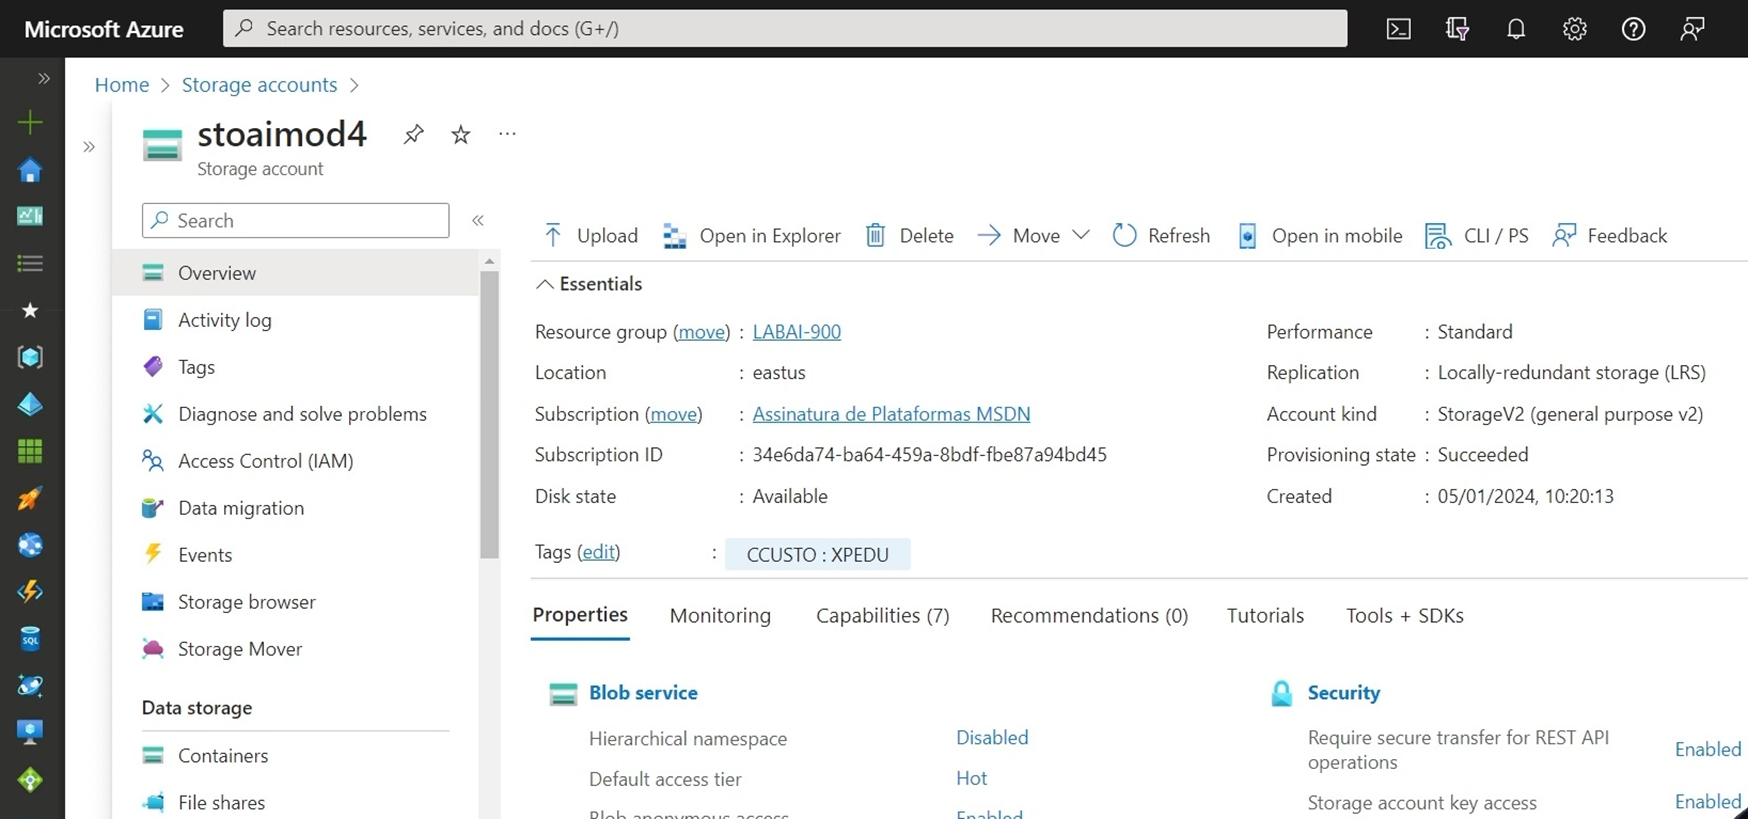 Microsoft Azure
Search resources, services, and docs (G+/)
Home > Storage accounts >
stoaimod4
Storage account
Search
Overview
Activity log
Tags
Diagnose and solve problems
Access Control (IAM)
Data migration
Events
Storage browser
Storage Mover
Data storage
Containers
File shares
Upload Open in Explorer Delete Move Refresh Open in mobile CLI / PS Feedback
Essentials
Resource group (move) : LABAI-900
Location : eastus
Subscription (move) : Assinatura de Plataformas MSDN
Subscription ID : 34e6da74-ba64-459a-8bdf-fbe87a94bd45
Disk state : Available
Performance : Standard
Replication : Locally-redundant storage (LRS)
Account kind : StorageV2 (general purpose v2)
Provisioning state : Succeeded
Created : 05/01/2024, 10:20:13
Tags (edit) : CCUSTO : XPEDU
Properties Monitoring Capabilities (7) Recommendations (0) Tutorials Tools + SDKs
Blob service
Hierarchical namespace Disabled
Default access tier Hot
Blob anonymous access Enabled
Security
Require secure transfer for REST API
operations Enabled
Storage account key access Enabled
SQL